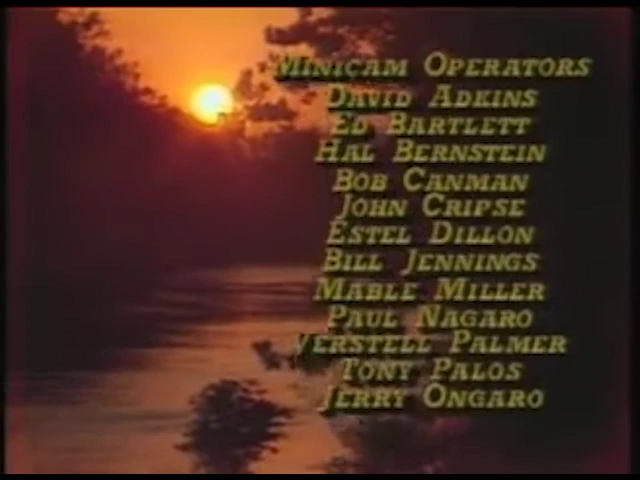 Minicam Operators
David Adkins
Ed Bartlett
Hal Bernstein
Bob Canman
John Cripse
Estel Dillon
Bill Jennings
Mable Miller
Paul Nagaro
Verstell Palmer
Tony Palos
Jerry Ongaro